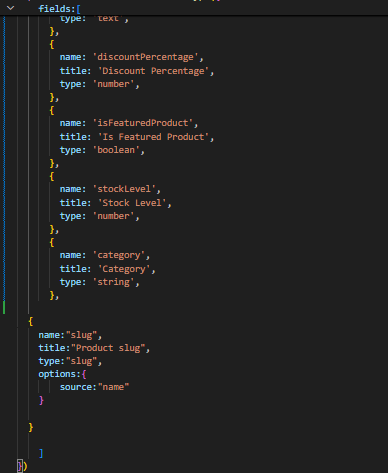 fields:[
type: 'text',
},
{
name: 'discountPercentage',
title: 'Discount Percentage',
type: 'number',
},
{
name: 'isFeaturedProduct',
title: 'Is Featured Product',
type: 'boolean',
},
{
name: 'stockLevel',
title: 'Stock Level',
type: 'number',
},
{
name: 'category',
title: 'Category',
type: 'string',
},
{
name:"slug",
title:"Product slug",
type:"slug",
options:{
source:"name"
}
}
]
})